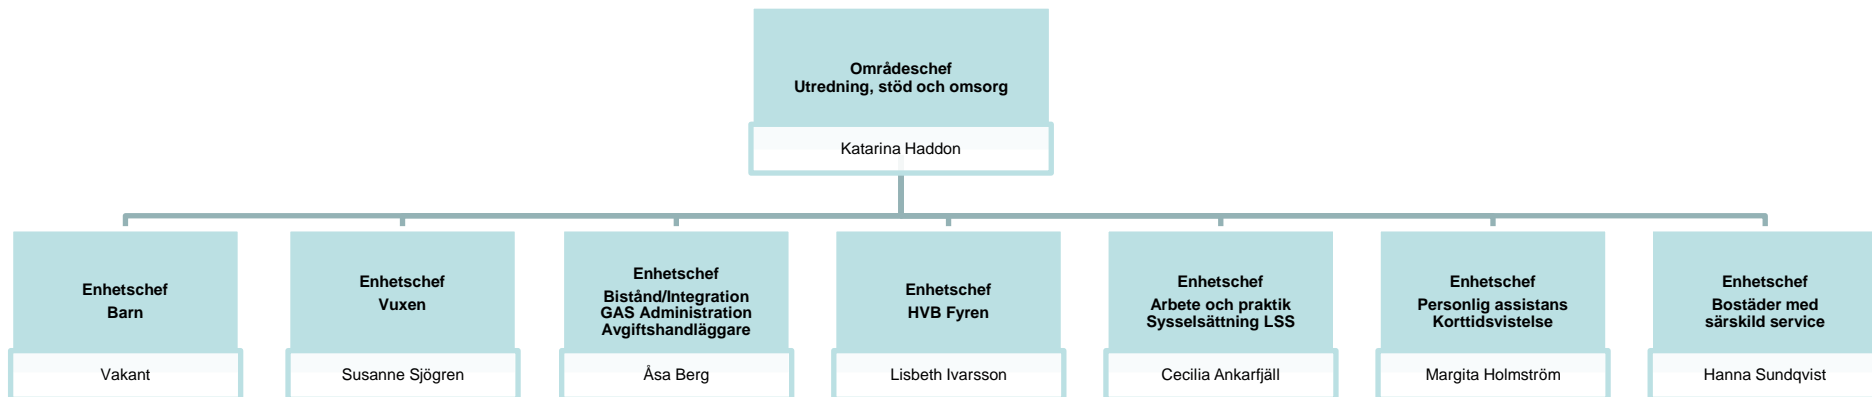 Områdeschef
Utredning, stöd och omsorg
Katarina Haddon
Enhetschef
Barn
Vakant
Enhetschef
Vuxen
Susanne Sjögren
Enhetschef
Bistånd/Integration
GAS Administration
Avgiftshandläggare
Åsa Berg
Enhetschef
HVB Fyren
Lisbeth Ivarsson
Enhetschef
Arbete och praktik
Sysselsättning LSS
Cecilia Ankarfjäll
Enhetschef
Personlig assistans
Korttidsvistelse
Margita Holmström
Enhetschef
Bostäder med
särskild service
Hanna Sundqvist